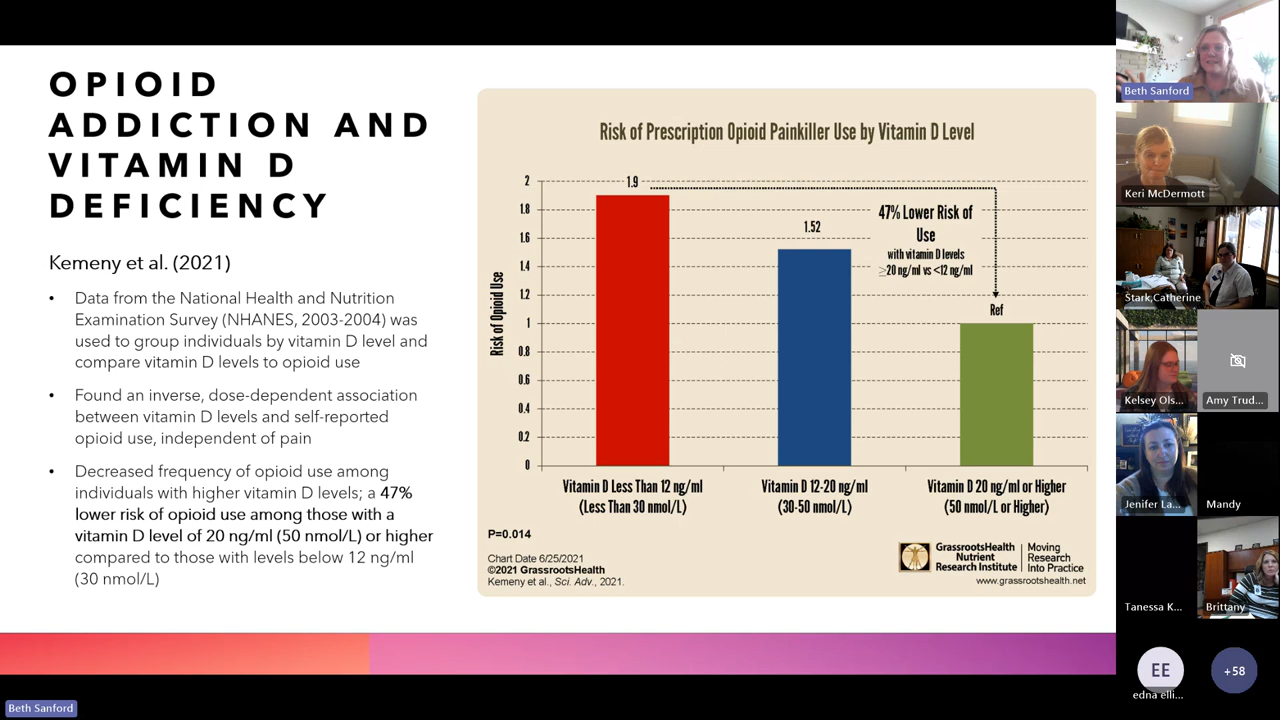 OPIOID
ADDICTION AND
VITAMIN D
DEFICIENCY
Kemeny et al. (2021)
• Data from the National Health and Nutrition
Examination Survey (NHANES, 2003-2004) was
used to group individuals by vitamin D level and
compare vitamin D levels to opioid use
• Found an inverse, dose-dependent association
between vitamin D levels and self-reported
opioid use, independent of pain
• Decreased frequency of opioid use among
individuals with higher vitamin D levels; a 47%
lower risk of opioid use among those with a
vitamin D level of 20 ng/ml (50 nmol/L) or higher
compared to those with levels below 12 ng/ml
(30 nmol/L)
Risk of Prescription Opioid Painkiller Use by Vitamin D Level
Risk of Opioid Use
2
1.8
1.6
1.4
1.2
1
0.8
0.6
0.4
0.2
0
1.9
1.52
Ref
47% Lower Risk of
Use
with vitamin D levels
≥20 ng/ml vs <12 ng/ml
Vitamin D Less Than 12 ng/ml
(Less Than 30 nmol/L)
Vitamin D 12-20 ng/ml
(30-50 nmol/L)
Vitamin D 20 ng/ml or Higher
(50 nmol/L or Higher)
P=0.014
Chart Date 6/25/2021
©2021 GrassrootsHealth
Kemeny et al., Sci. Adv., 2021.
GrassrootsHealth
Nutrient
Research Institute
Moving
Research
Into Practice
www.grassrootshealth.net
Beth Sanford
Keri McDermott
Stark,Catherine
Kelsey Ols...
Amy Trud...
Jenifer La...
Mandy
Tanessa K...
Brittany
EE
edna elli...
+58
Beth Sanford